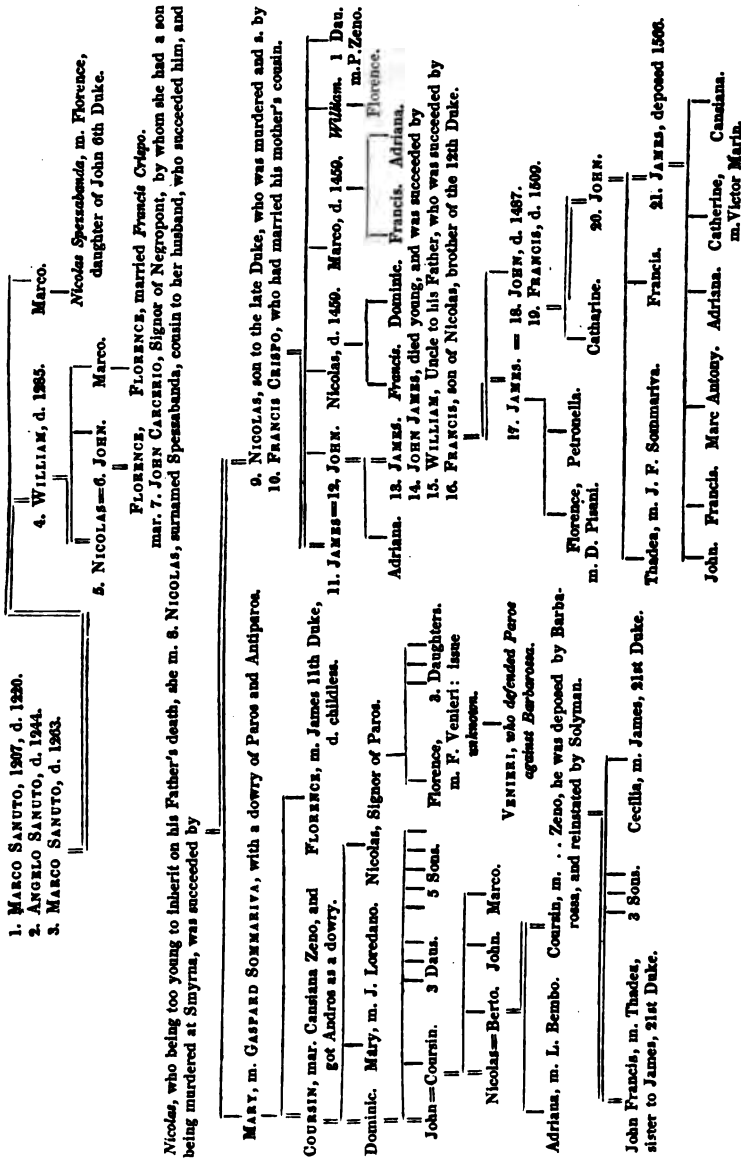 1. MARCO SANUTO, 1207, d. 1220.
2. ANGELO SANUTO, d. 1244.
3. MARCO SANUTO, d. 1263.
4. WILLIAM, d. 1285. Marco.
5. NICOLAS=6. JOHN. Marco. Nicolas Spezzabanda, m. Florence,
daughter of John 6th Duke.
FLORENCE, FLORENCE, married Francis Crispo.
mar. 7. JOHN CARCERIO, Signor of Negropont, by whom she had a son
Nicolas, who being too young to inherit on his Father's death, she m. 8. NICOLAS, surnamed Spezzabanda, cousin to her husband, who succeeded him, and
being murdered at Smyrna, was succeeded by
MARY, m. GASPARD SOMMARIVA, with a dowry of Paros and Antiparos.
9. NICOLAS, son to the late Duke, who was murdered and s. by
10. FRANCIS CRISPO, who had married his mother's cousin.
COURSIN, mar. Cansiana Zeno, and
got Andros as a dowry.
FLORENCE, m. James 11th Duke,
d. childless.
11. JAMES=12. JOHN. Nicolas, d. 1450. Marco, d. 1450. William. 1 Dau.
m. P. Zeno.
Dominic. Mary, m. J. Loredano. Nicolas, Signor of Paros.
Adriana. 13. JAMES. Francis. Dominic. Francis. Adriana. Florence.
14. JOHN JAMES, died young, and was succeeded by
15. WILLIAM, Uncle to his Father, who was succeeded by
16. FRANCIS, son of Nicolas, brother of the 12th Duke.
John=Coursin. 3 Daus. 5 Sons.
Florence, 3. Daughters.
m. F. Venieri: issue
unknown.
17. JAMES. = 18. JOHN, d. 1487.
19. FRANCIS, d. 1509.
Nicolas=Berto. John. Marco.
VENIERI, who defended Paros
against Barbarossa.
Florence, Petronella.
m. D. Pisani.
Catharine. 20. JOHN.
Adriana, m. L. Bembo. Coursin, m. . . Zeno, he was deposed by Barba-
rossa, and reinstated by Solyman.
Thadea, m. J. F. Sommariva. Francis. 21. JAMES, deposed 1566.
John Francis, m. Thadea,
sister to James, 21st Duke.
3 Sons. Cecilia, m. James, 21st Duke.
John. Francis. Marc Antony. Adriana. Catherine, Cansiana.
m. Victor Marin.